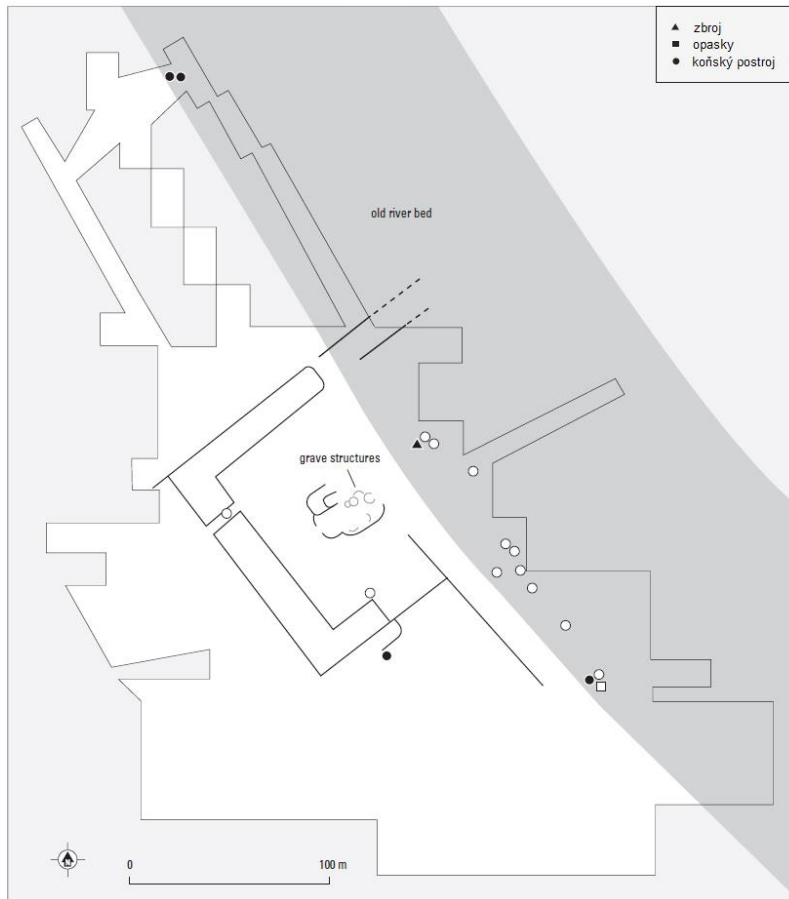 zbroj
opasky
koňský postroj
old river bed
grave structures
0
100 m